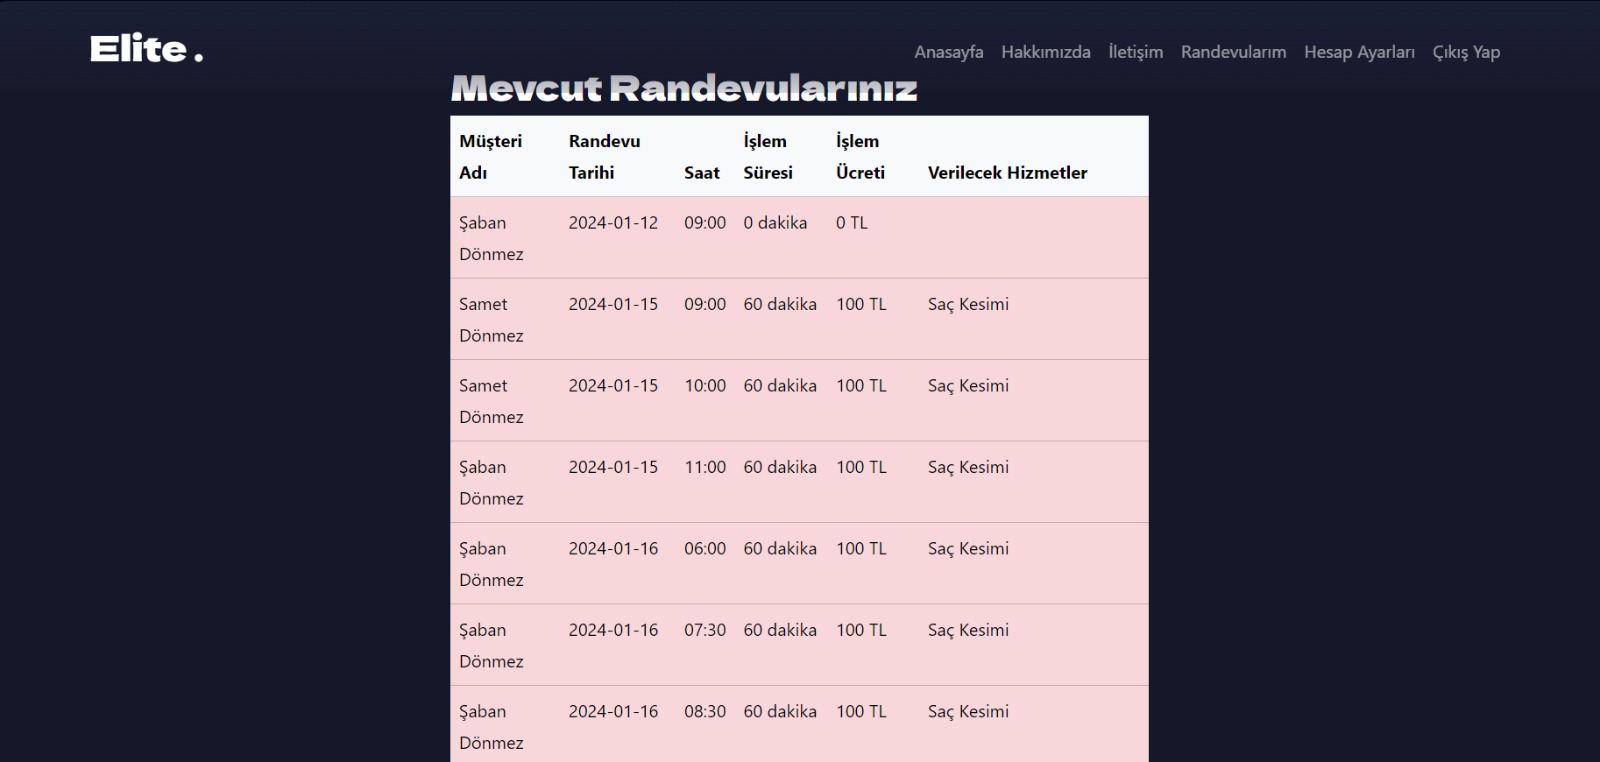 Elite .
Anasayfa Hakkımızda İletişim Randevularım Hesap Ayarları Çıkış Yap
Mevcut Randevularınız
Müşteri Adı Randevu Tarihi Saat İşlem Süresi İşlem Ücreti Verilecek Hizmetler
Şaban Dönmez 2024-01-12 09:00 0 dakika 0 TL
Samet Dönmez 2024-01-15 09:00 60 dakika 100 TL Saç Kesimi
Samet Dönmez 2024-01-15 10:00 60 dakika 100 TL Saç Kesimi
Şaban Dönmez 2024-01-15 11:00 60 dakika 100 TL Saç Kesimi
Şaban Dönmez 2024-01-16 06:00 60 dakika 100 TL Saç Kesimi
Şaban Dönmez 2024-01-16 07:30 60 dakika 100 TL Saç Kesimi
Şaban Dönmez 2024-01-16 08:30 60 dakika 100 TL Saç Kesimi